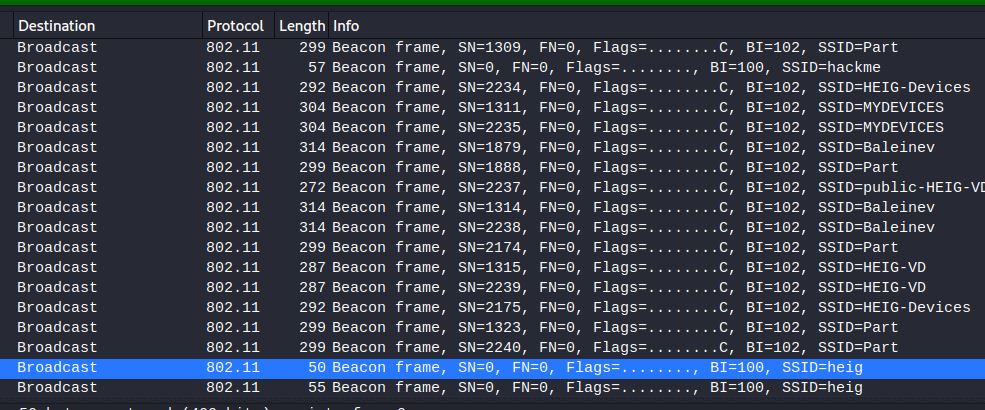 Destination Protocol Length Info
Broadcast 802.11 299 Beacon frame, SN=1309, FN=0, Flags=........C, BI=102, SSID=Part
Broadcast 802.11 57 Beacon frame, SN=0, FN=0, Flags=........, BI=100, SSID=hackme
Broadcast 802.11 292 Beacon frame, SN=2234, FN=0, Flags=........C, BI=102, SSID=HEIG-Devices
Broadcast 802.11 304 Beacon frame, SN=1311, FN=0, Flags=........C, BI=102, SSID=MYDEVICES
Broadcast 802.11 304 Beacon frame, SN=2235, FN=0, Flags=........C, BI=102, SSID=MYDEVICES
Broadcast 802.11 314 Beacon frame, SN=1879, FN=0, Flags=........C, BI=102, SSID=Baleinev
Broadcast 802.11 299 Beacon frame, SN=1888, FN=0, Flags=........C, BI=102, SSID=Part
Broadcast 802.11 272 Beacon frame, SN=2237, FN=0, Flags=........C, BI=102, SSID=public-HEIG-VD
Broadcast 802.11 314 Beacon frame, SN=1314, FN=0, Flags=........C, BI=102, SSID=Baleinev
Broadcast 802.11 314 Beacon frame, SN=2238, FN=0, Flags=........C, BI=102, SSID=Baleinev
Broadcast 802.11 299 Beacon frame, SN=2174, FN=0, Flags=........C, BI=102, SSID=Part
Broadcast 802.11 287 Beacon frame, SN=1315, FN=0, Flags=........C, BI=102, SSID=HEIG-VD
Broadcast 802.11 287 Beacon frame, SN=2239, FN=0, Flags=........C, BI=102, SSID=HEIG-VD
Broadcast 802.11 292 Beacon frame, SN=2175, FN=0, Flags=........C, BI=102, SSID=HEIG-Devices
Broadcast 802.11 299 Beacon frame, SN=1323, FN=0, Flags=........C, BI=102, SSID=Part
Broadcast 802.11 299 Beacon frame, SN=2240, FN=0, Flags=........C, BI=102, SSID=Part
Broadcast 802.11 50 Beacon frame, SN=0, FN=0, Flags=........, BI=100, SSID=heig
Broadcast 802.11 55 Beacon frame, SN=0, FN=0, Flags=........, BI=100, SSID=heig